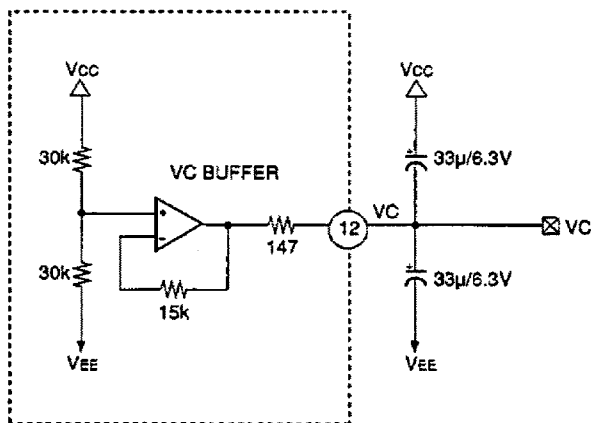 VCC
VCC
30k
VC BUFFER
33µ/6.3V
+
+
−
12
VC
VC
147
30k
15k
+
33µ/6.3V
VEE
VEE